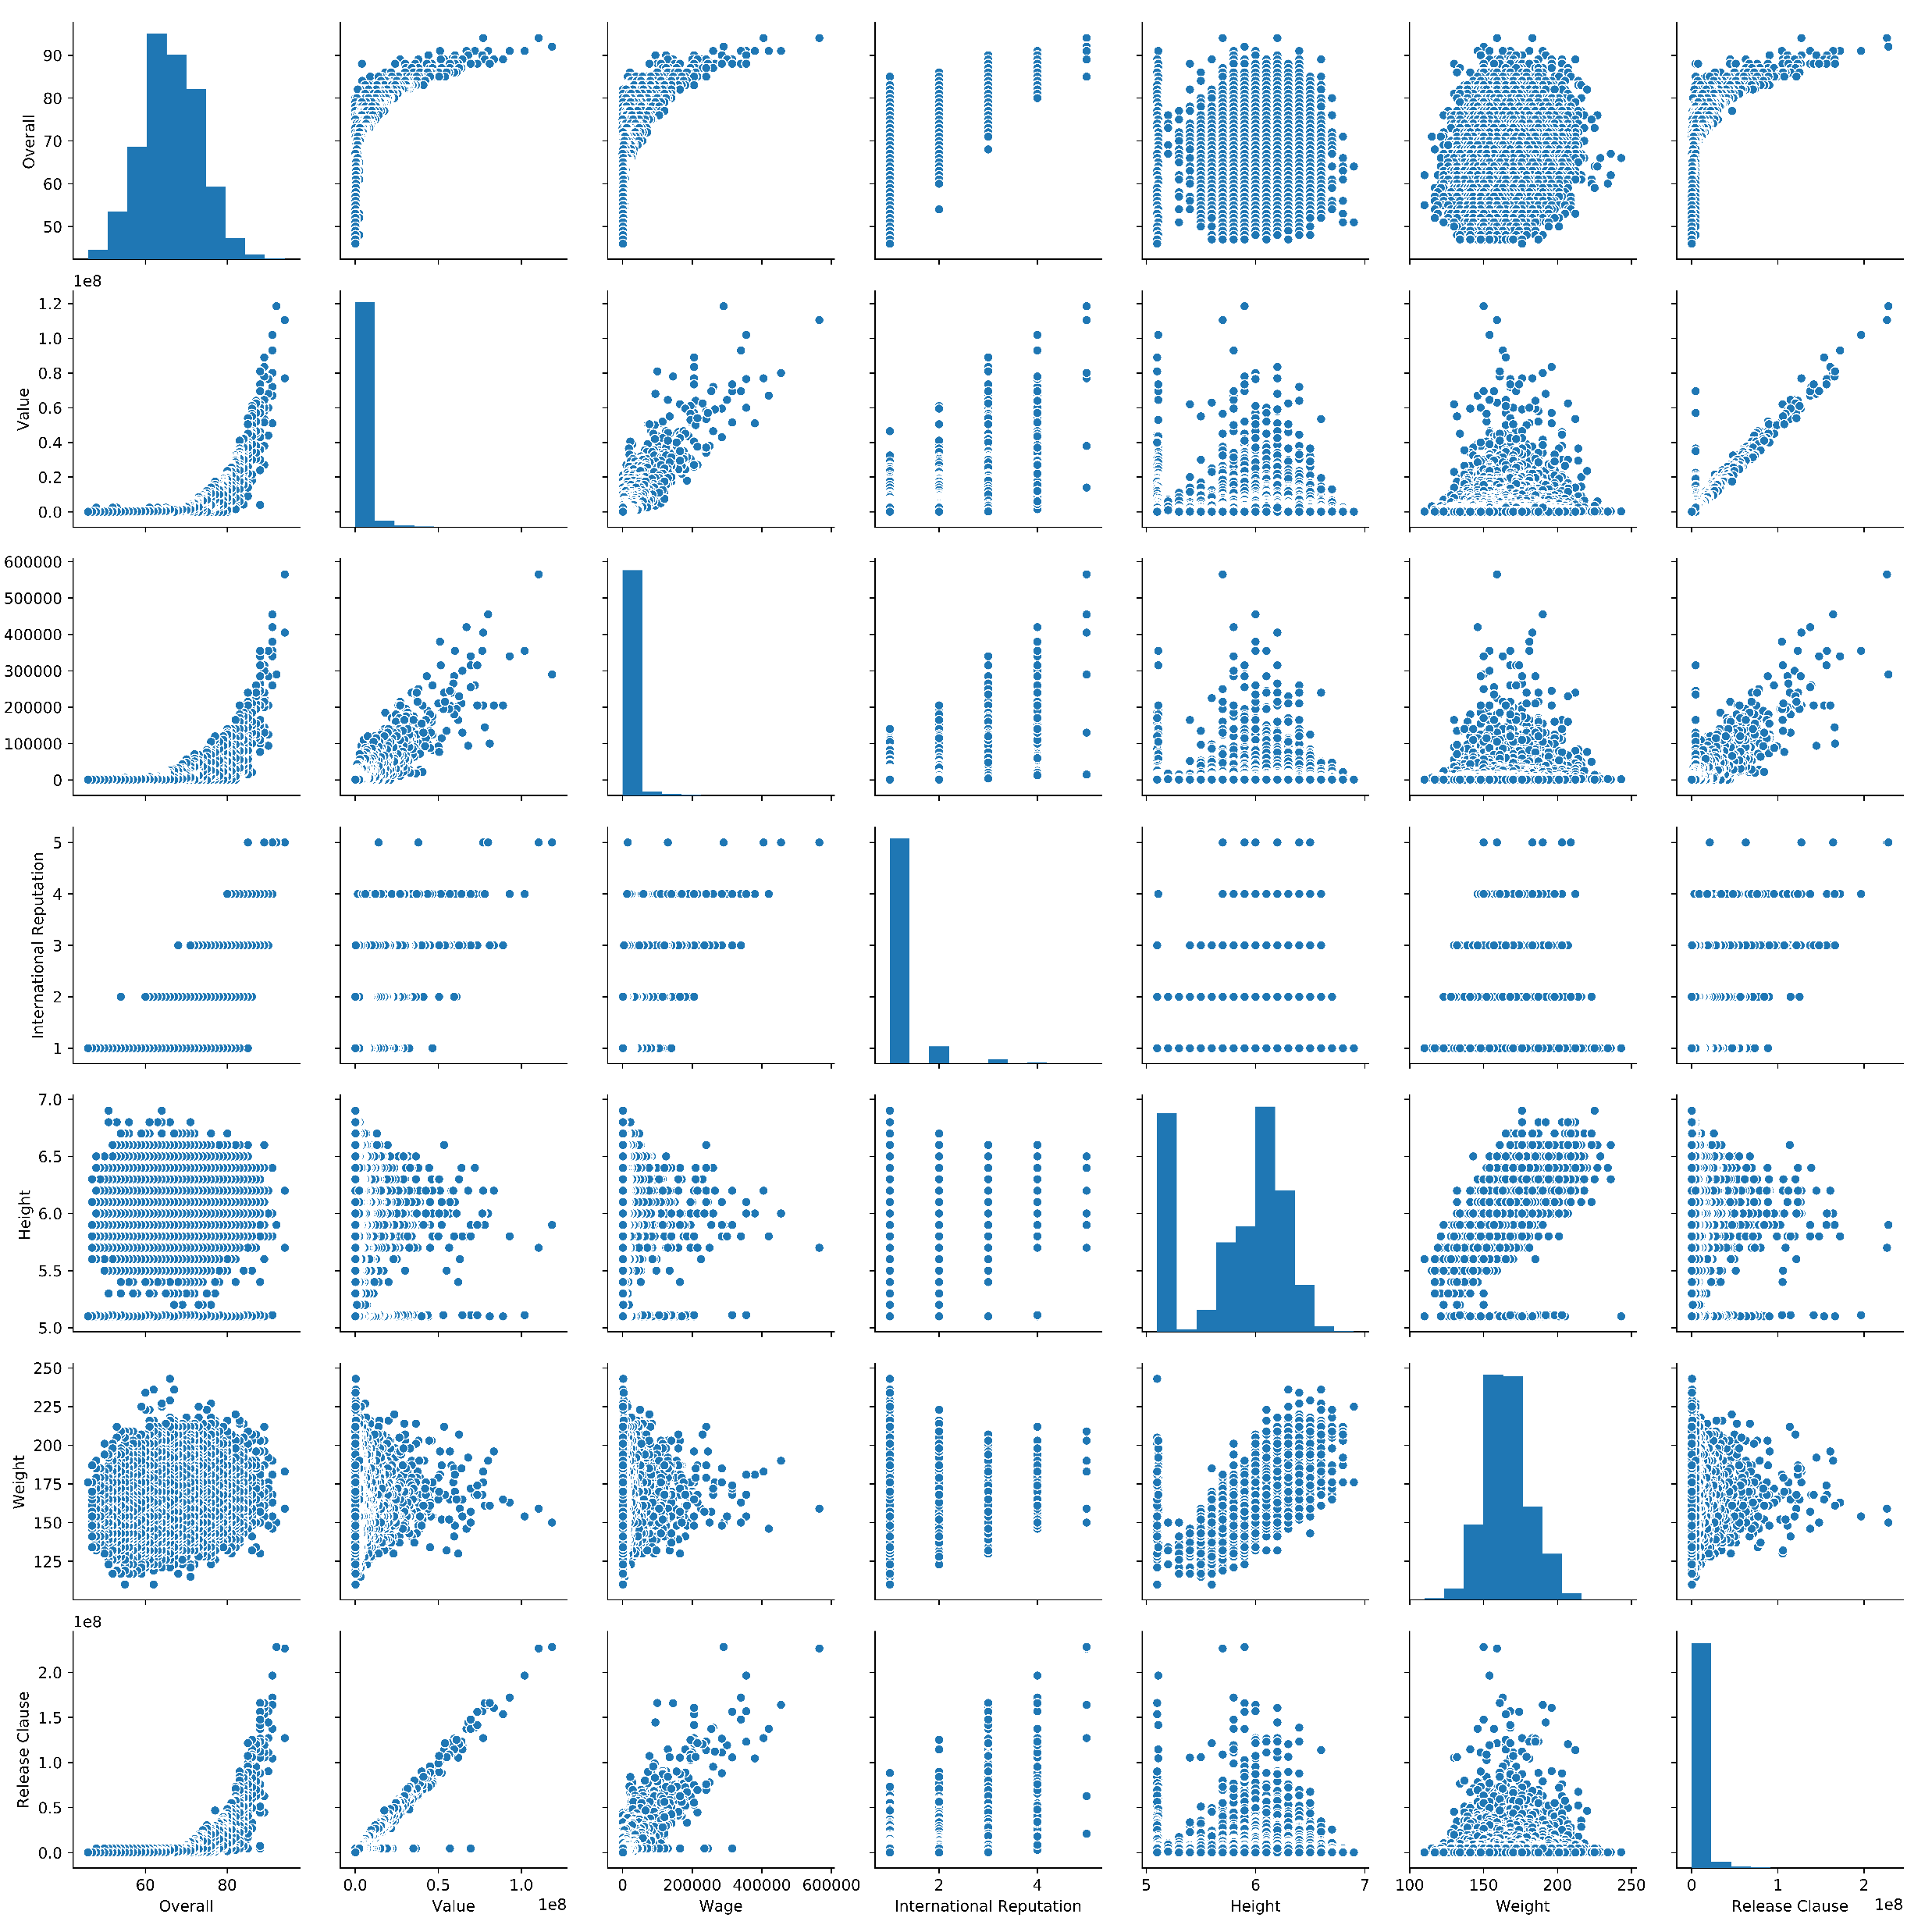 90
80
70
60
50
Overall
1e8
1.2
1.0
0.8
0.6
0.4
0.2
0.0
Value
600000
500000
400000
300000
200000
100000
0
Wage
5
4
3
2
1
International Reputation
7.0
6.5
6.0
5.5
5.0
Height
250
225
200
175
150
125
Weight
1e8
2.0
1.5
1.0
0.5
0.0
Release Clause
60 80
Overall
0.0 0.5 1.0
Value 1e8
0 200000 400000 600000
Wage
2 4
International Reputation
5 6 7
Height
100 150 200 250
Weight
0 1 2
Release Clause 1e8